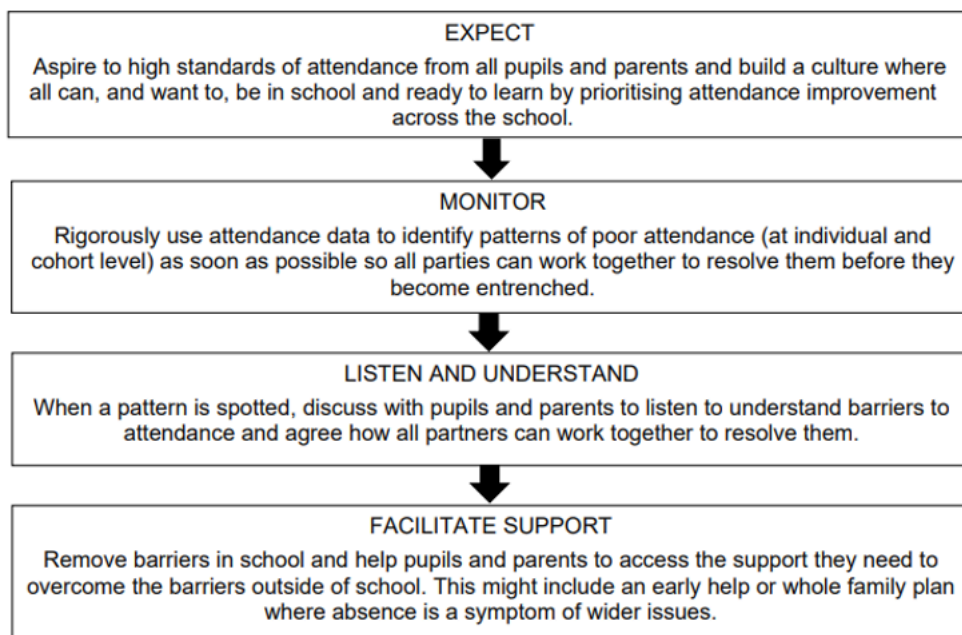 EXPECT
Aspire to high standards of attendance from all pupils and parents and build a culture where
all can, and want to, be in school and ready to learn by prioritising attendance improvement
across the school.
MONITOR
Rigorously use attendance data to identify patterns of poor attendance (at individual and
cohort level) as soon as possible so all parties can work together to resolve them before they
become entrenched.
LISTEN AND UNDERSTAND
When a pattern is spotted, discuss with pupils and parents to listen to understand barriers to
attendance and agree how all partners can work together to resolve them.
FACILITATE SUPPORT
Remove barriers in school and help pupils and parents to access the support they need to
overcome the barriers outside of school. This might include an early help or whole family plan
where absence is a symptom of wider issues.